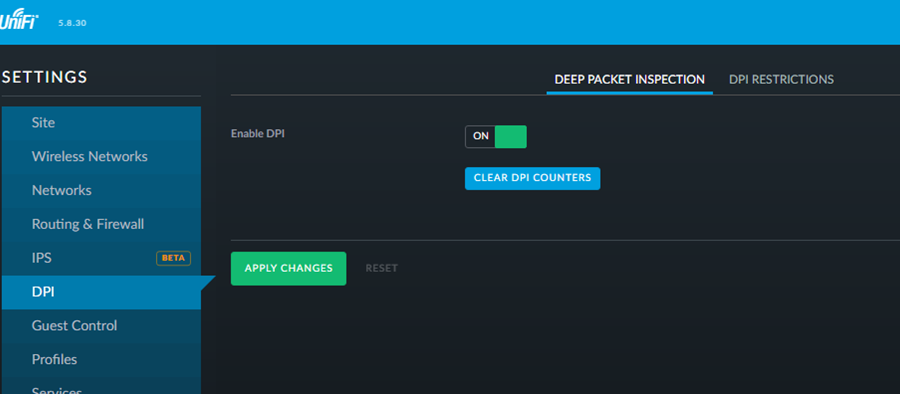 UniFi 5.8.30
SETTINGS
DEEP PACKET INSPECTION DPI RESTRICTIONS
Site
Enable DPI ON
Wireless Networks
CLEAR DPI COUNTERS
Networks
Routing & Firewall
IPS BETA
APPLY CHANGES RESET
DPI
Guest Control
Profiles
Services